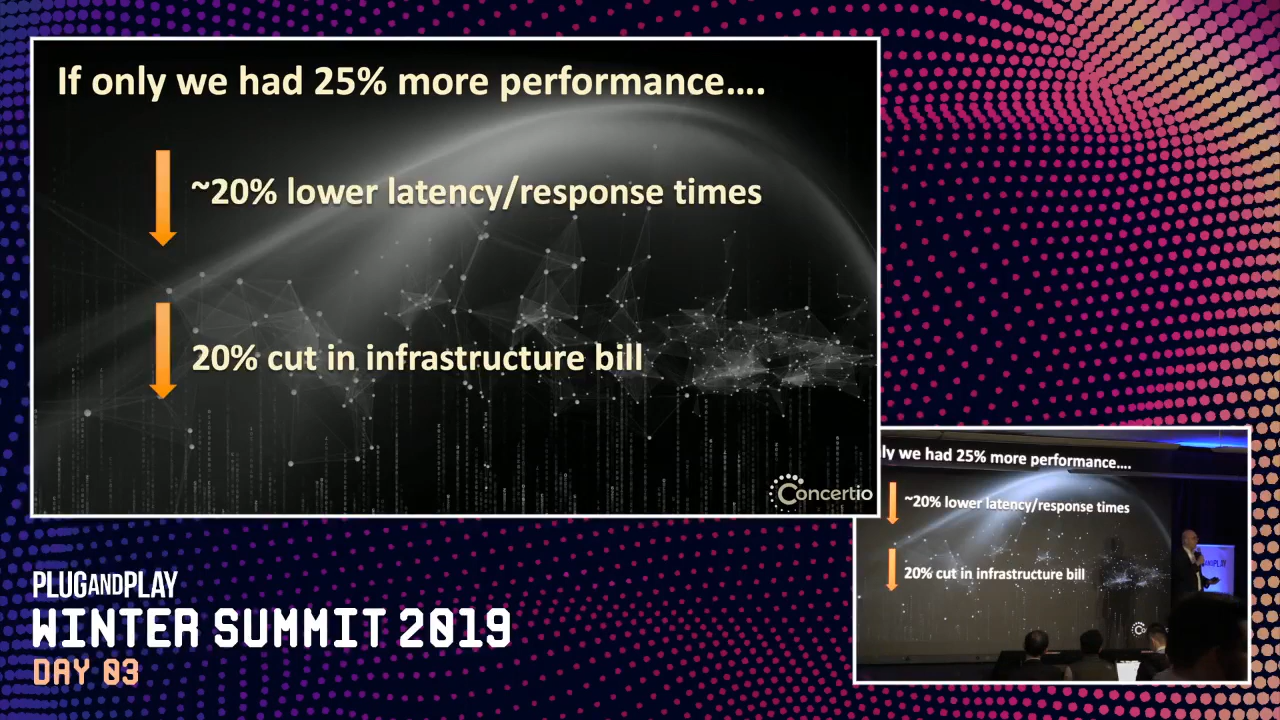 If only we had 25% more performance....
~20% lower latency/response times
20% cut in infrastructure bill
Concertio
ly we had 25% more performance....
~20% lower latency/response times
20% cut in infrastructure bill
Co
ANDPLAY
PLUGANDPLAY
WINTER SUMMIT 2019
DAY 03